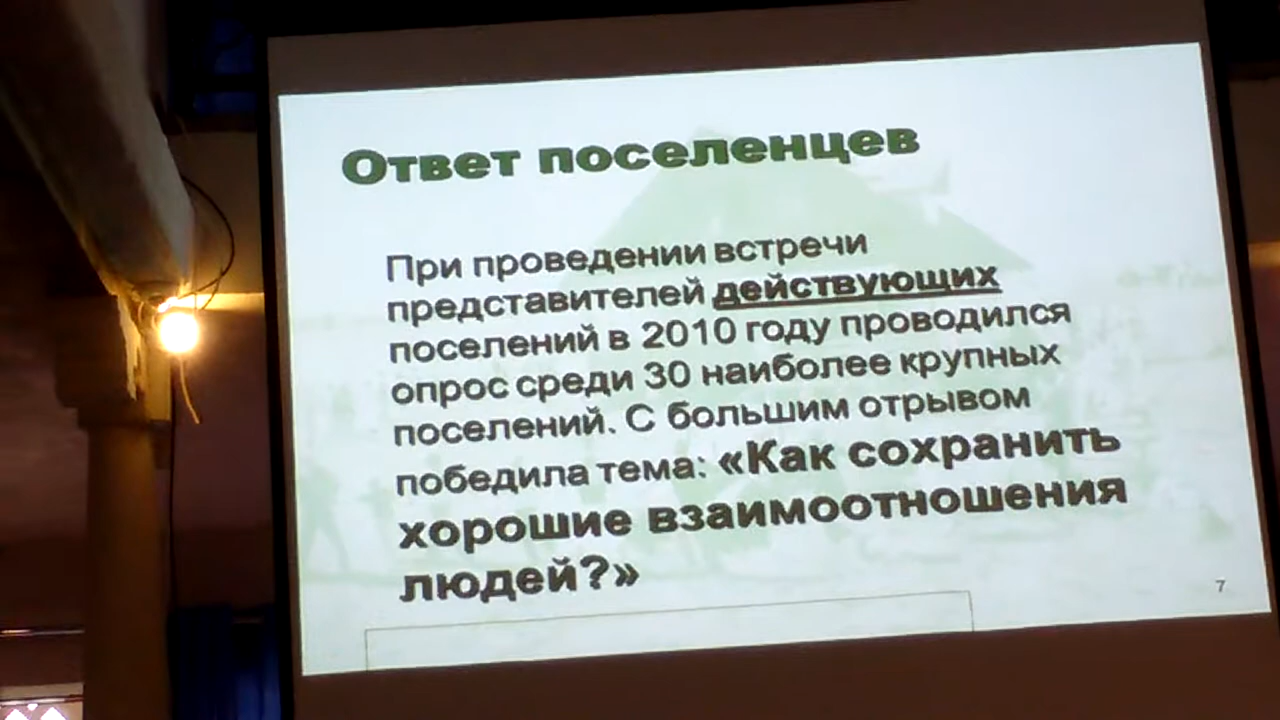 Ответ поселенцев
При проведении встречи
представителей действующих
поселений в 2010 году проводился
опрос среди 30 наиболее крупных
поселений. С большим отрывом
победила тема: «Как сохранить
хорошие взаимоотношения
людей?»
7